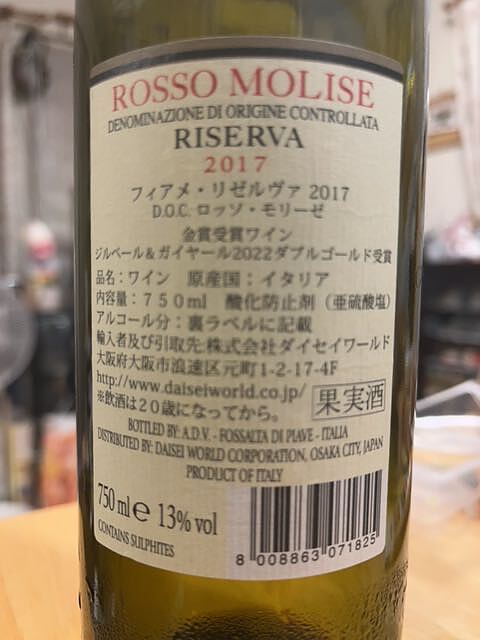 ROSSO MOLISE
DENOMINAZIONE DI ORIGINE CONTROLLATA
RISERVA
2017
フィアメ・リゼルヴァ 2017
D.O.C. ロッソ・モリーゼ
金賞受賞ワイン
ジルベール&ガイヤール2022ダブルゴールド受賞
品名:ワイン 原産国:イタリア
内容量:750ml 酸化防止剤(亜硫酸塩)
アルコール分:裏ラベルに記載
輸入者及び引取先:株式会社ダイセイワールド
大阪府大阪市浪速区元町1-2-17-4F
http://www.daiseiworld.co.jp/ 果実酒
※飲酒は20歳になってから。
BOTTLED BY: A.D.V. - FOSSALTA DI PIAVE - ITALIA
DISTRIBUTED BY: DAISEI WORLD CORPORATION, OSAKA CITY, JAPAN
PRODUCT OF ITALY
750 ml e 13% vol
CONTAINS SULPHITES
8 008863 071825